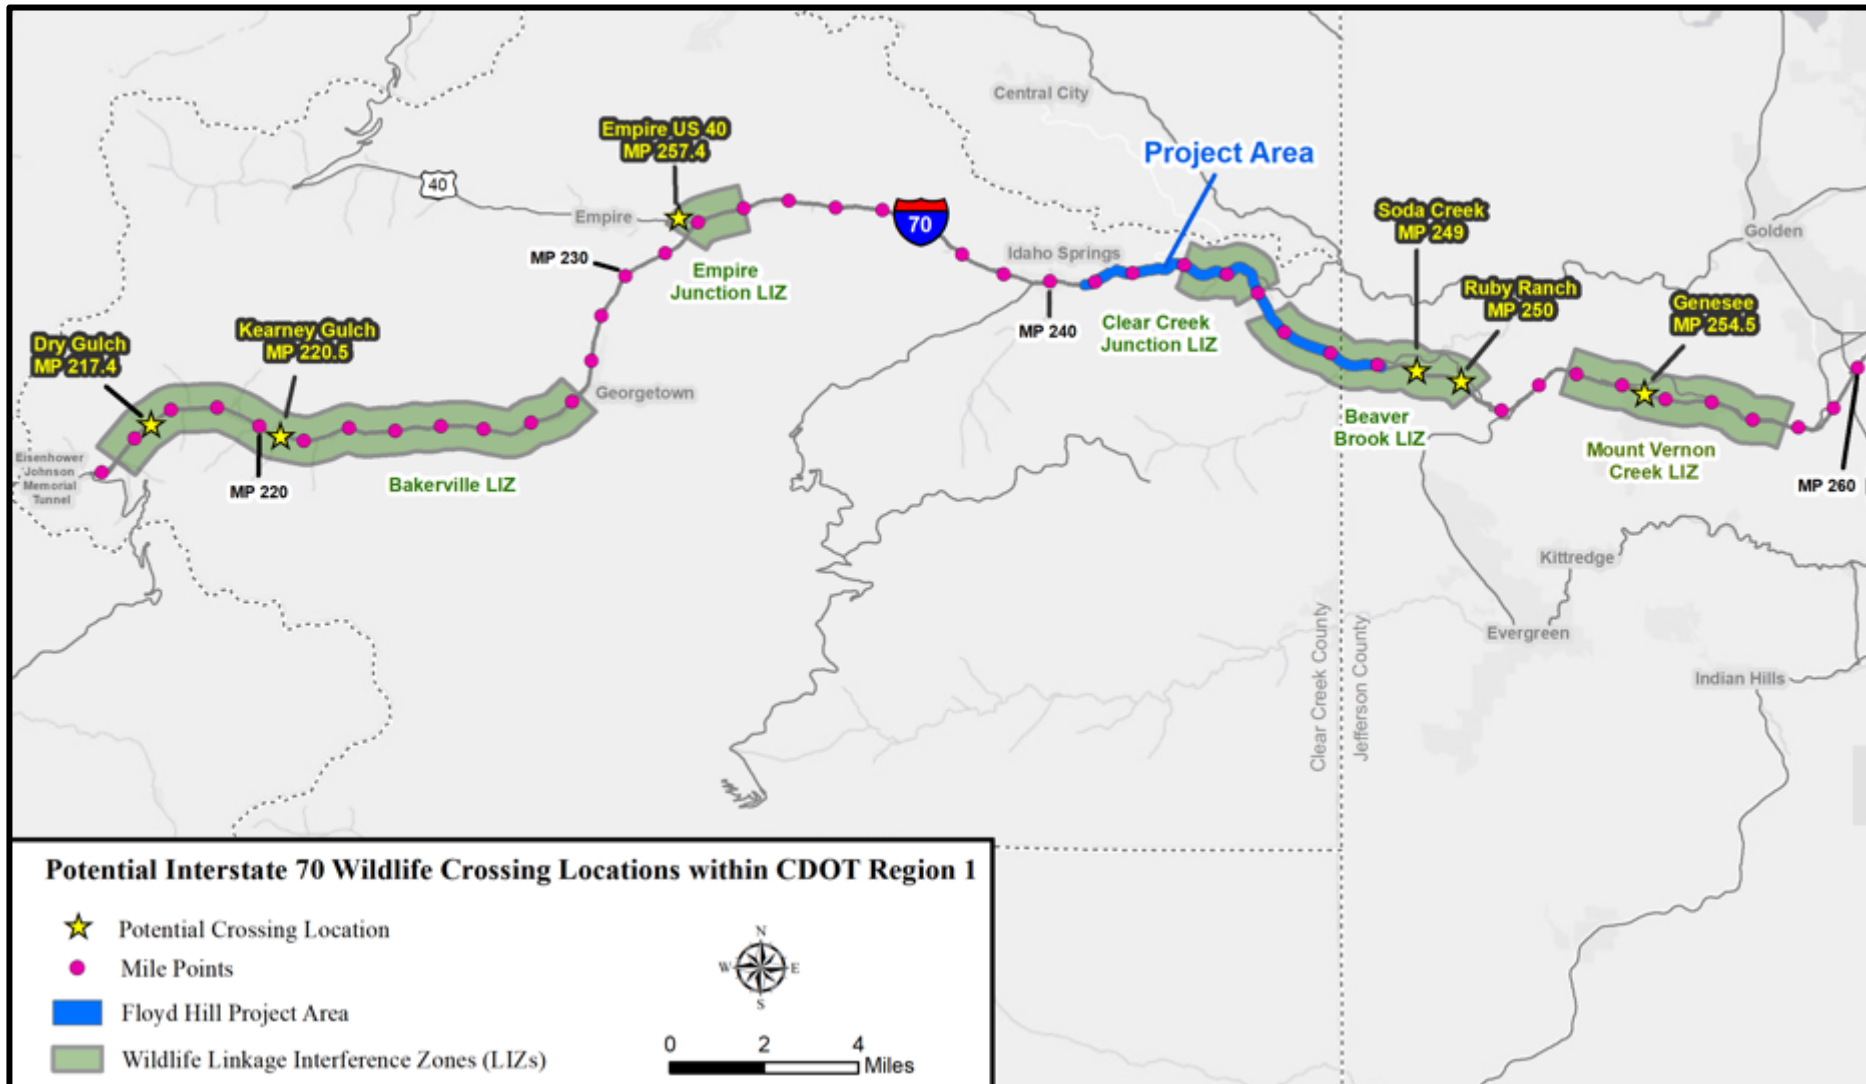 Central City
Empire US 40
MP 257.4
Project Area
40
Empire
70
Soda Creek
MP 249
Golden
MP 230
Idaho Springs
Empire
Junction LIZ
Ruby Ranch
MP 250
Genesee
MP 254.5
Dry Gulch
MP 217.4
Kearney Gulch
MP 220.5
MP 240
Clear Creek
Junction LIZ
Georgetown
Beaver
Brook LIZ
Mount Vernon
Creek LIZ
Eisenhower
Johnson
Memorial
Tunnel
MP 220
Bakerville LIZ
MP 260
Kittredge
Evergreen
Clear Creek County
Jefferson County
Indian Hills
Potential Interstate 70 Wildlife Crossing Locations within CDOT Region 1
Potential Crossing Location
Mile Points
Floyd Hill Project Area
Wildlife Linkage Interference Zones (LIZs)
N
W
E
S
0 2 4
Miles